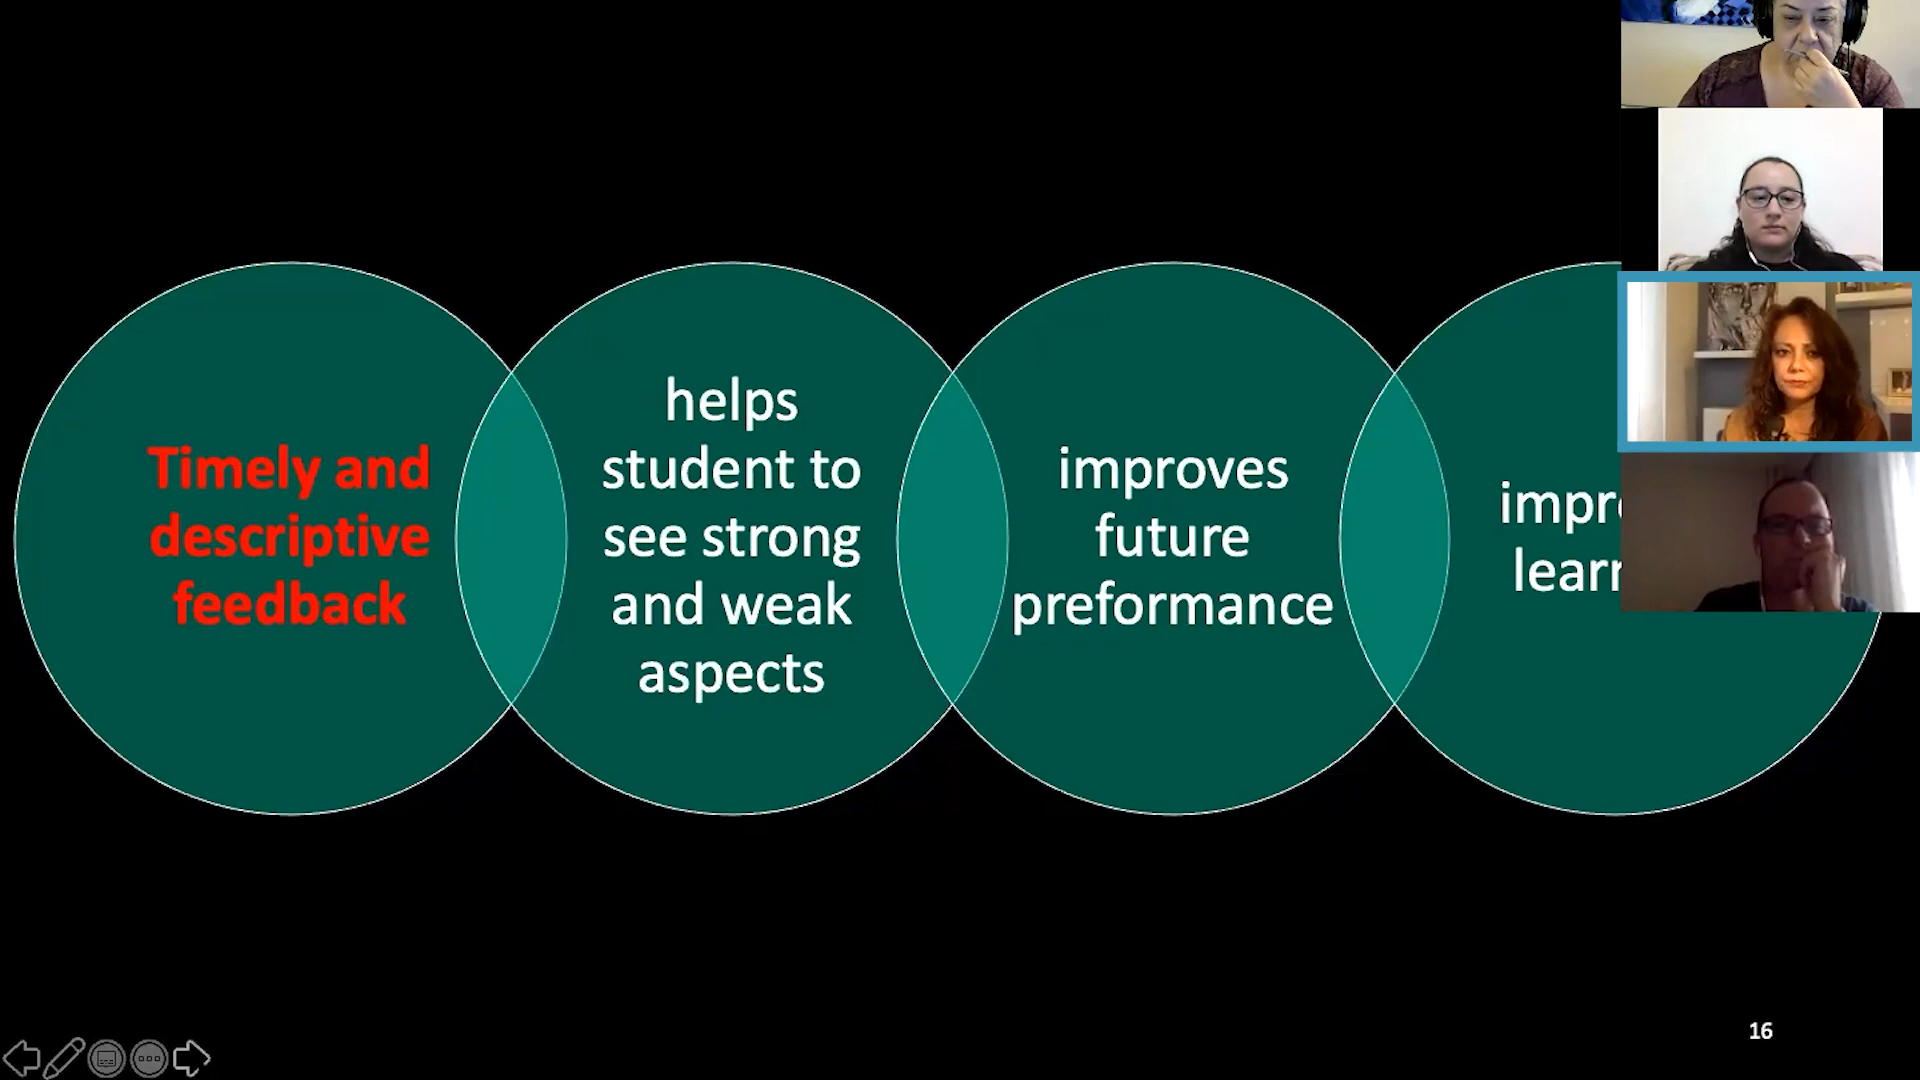 Timely and
descriptive
feedback
helps
student to
see strong
and weak
aspects
improves
future
preformance
16